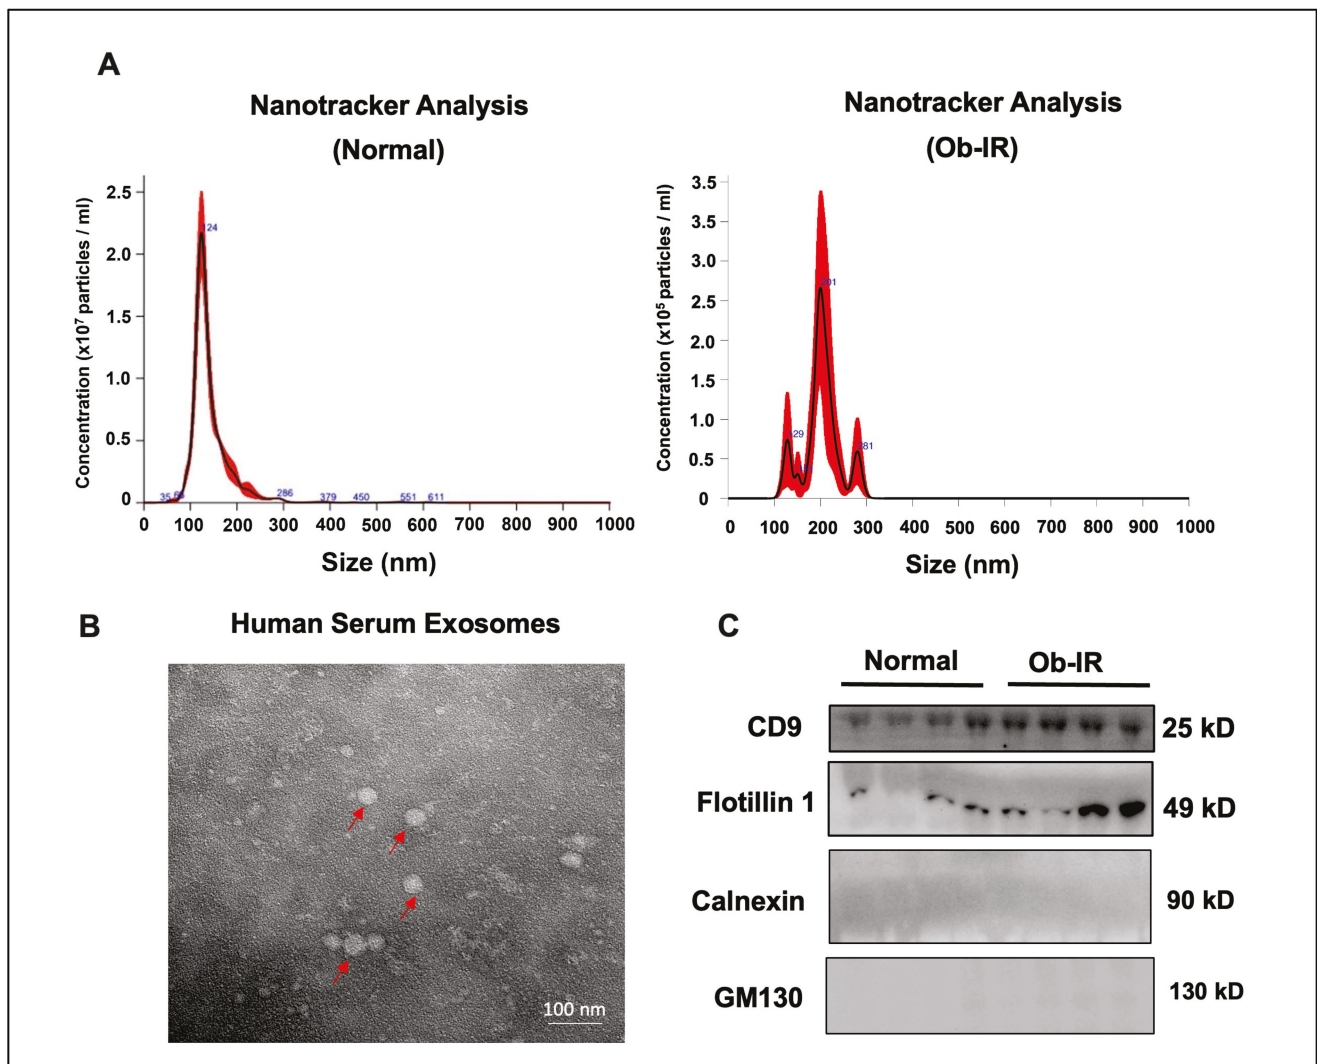 A
Nanotracker Analysis
(Normal)
Concentration (x10⁷ particles / ml)
2.5
2.0
1.5
1.0
0.5
0
124
35
286
379
450
551
611
0 100 200 300 400 500 600 700 800 900 1000
Size (nm)
Nanotracker Analysis
(Ob-IR)
Concentration (x10⁵ particles / ml)
3.5
3.5
3.0
2.5
2.0
1.5
1.0
0.5
0
201
129
281
0 100 200 300 400 500 600 700 800 900 1000
Size (nm)
B
Human Serum Exosomes
100 nm
C
Normal Ob-IR
CD9 25 kD
Flotillin 1 49 kD
Calnexin 90 kD
GM130 130 kD